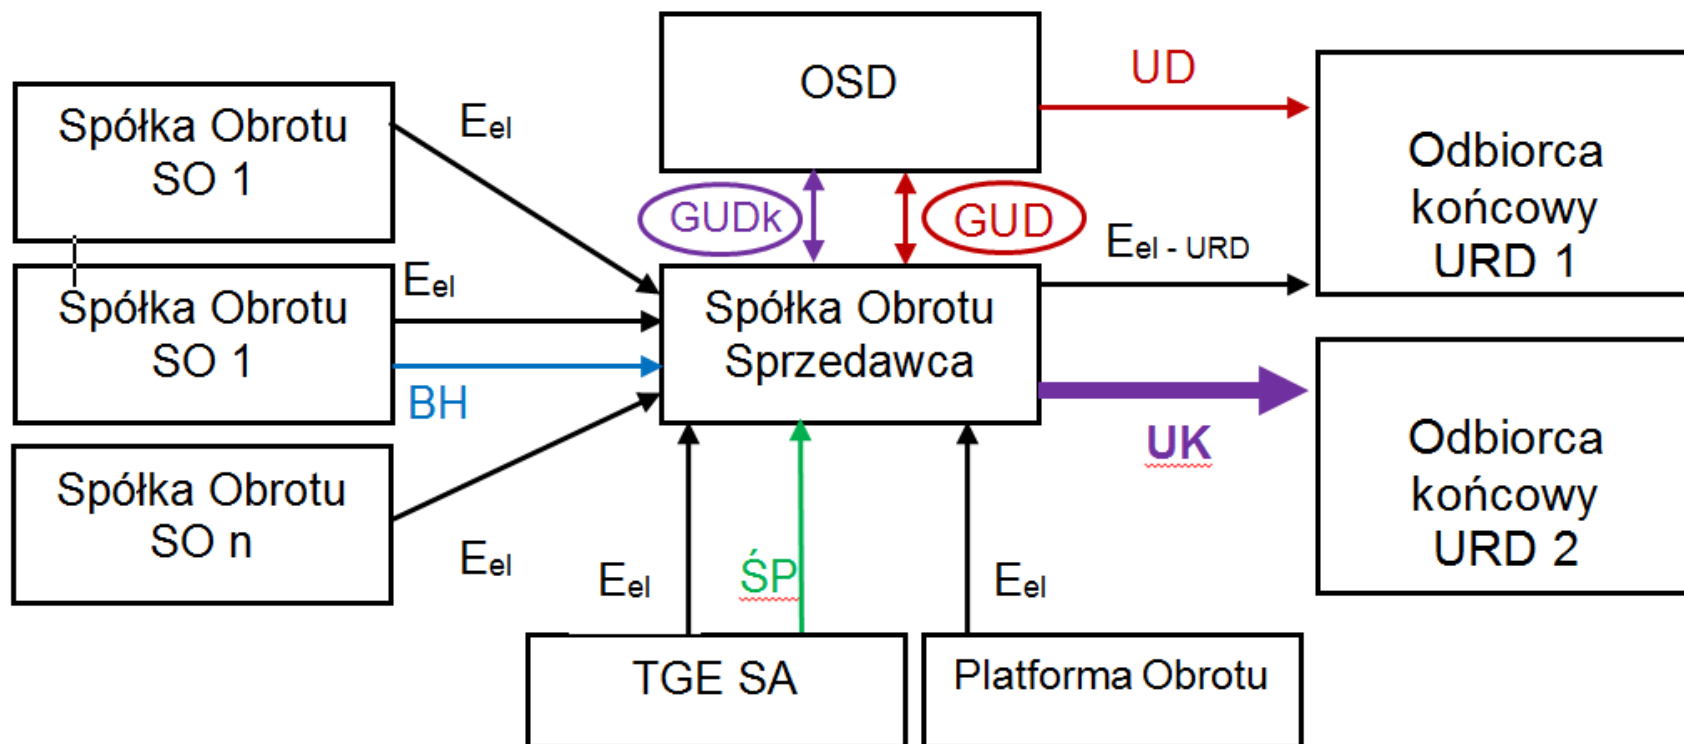 OSD
UD
Spółka Obrotu
SO 1
Eel
Odbiorca
końcowy
URD 1
GUDk
GUD
Eel - URD
Spółka Obrotu
SO 1
Eel
BH
Spółka Obrotu
Sprzedawca
UK
Odbiorca
końcowy
URD 2
Spółka Obrotu
SO n
Eel
Eel
ŚP
Eel
TGE SA
Platforma Obrotu